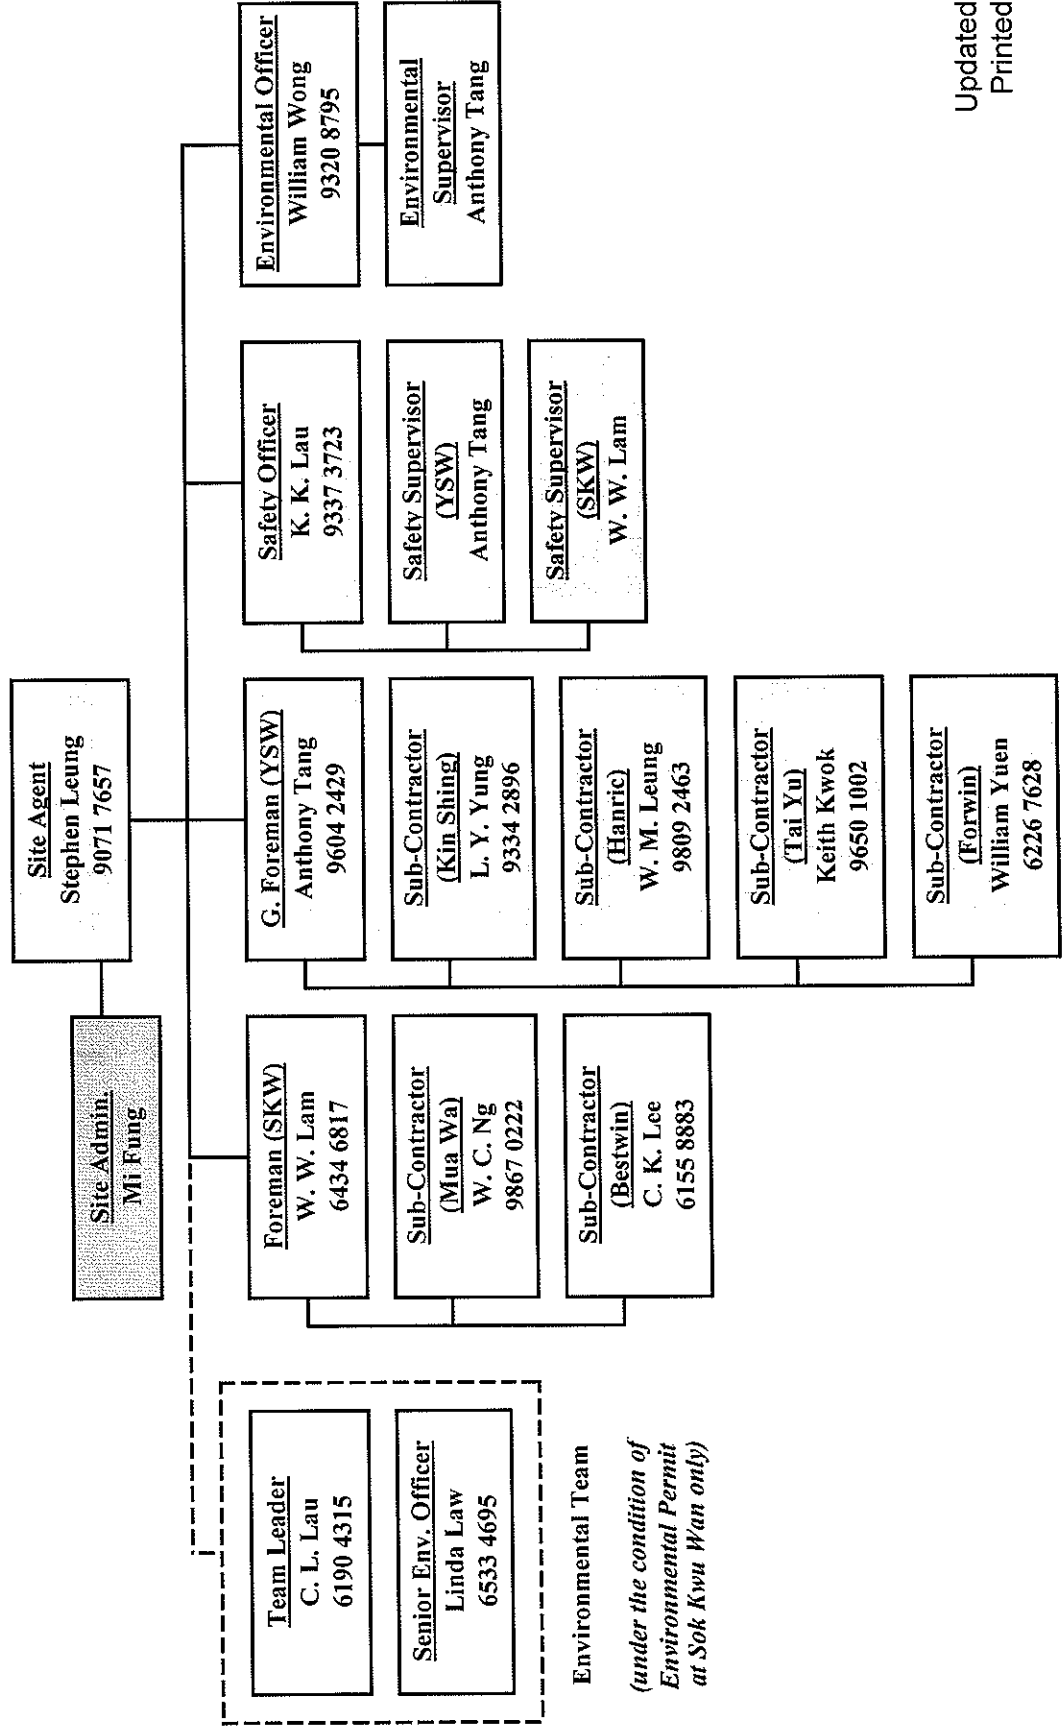 Site Agent
Stephen Leung
9071 7657
Site Admin.
Mi Fung
Team Leader
C. L. Lau
6190 4315
Senior Env. Officer
Linda Law
6533 4695
Environmental Team
(under the condition of
Environmental Permit
at Sok Kwu Wan only)
Foreman (SKW)
W. W. Lam
6434 6817
Sub-Contractor
(Mua Wa)
W. C. Ng
9867 0222
Sub-Contractor
(Bestwin)
C. K. Lee
6155 8883
G. Foreman (YSW)
Anthony Tang
9604 2429
Sub-Contractor
(Kin Shing)
L. Y. Yung
9334 2896
Sub-Contractor
(Hanric)
W. M. Leung
9809 2463
Sub-Contractor
(Tai Yu)
Keith Kwok
9650 1002
Sub-Contractor
(Forwin)
William Yuen
6226 7628
Safety Officer
K. K. Lau
9337 3723
Safety Supervisor
(YSW)
Anthony Tang
Safety Supervisor
(SKW)
W. W. Lam
Environmental Officer
William Wong
9320 8795
Environmental
Supervisor
Anthony Tang
Updated
Printed